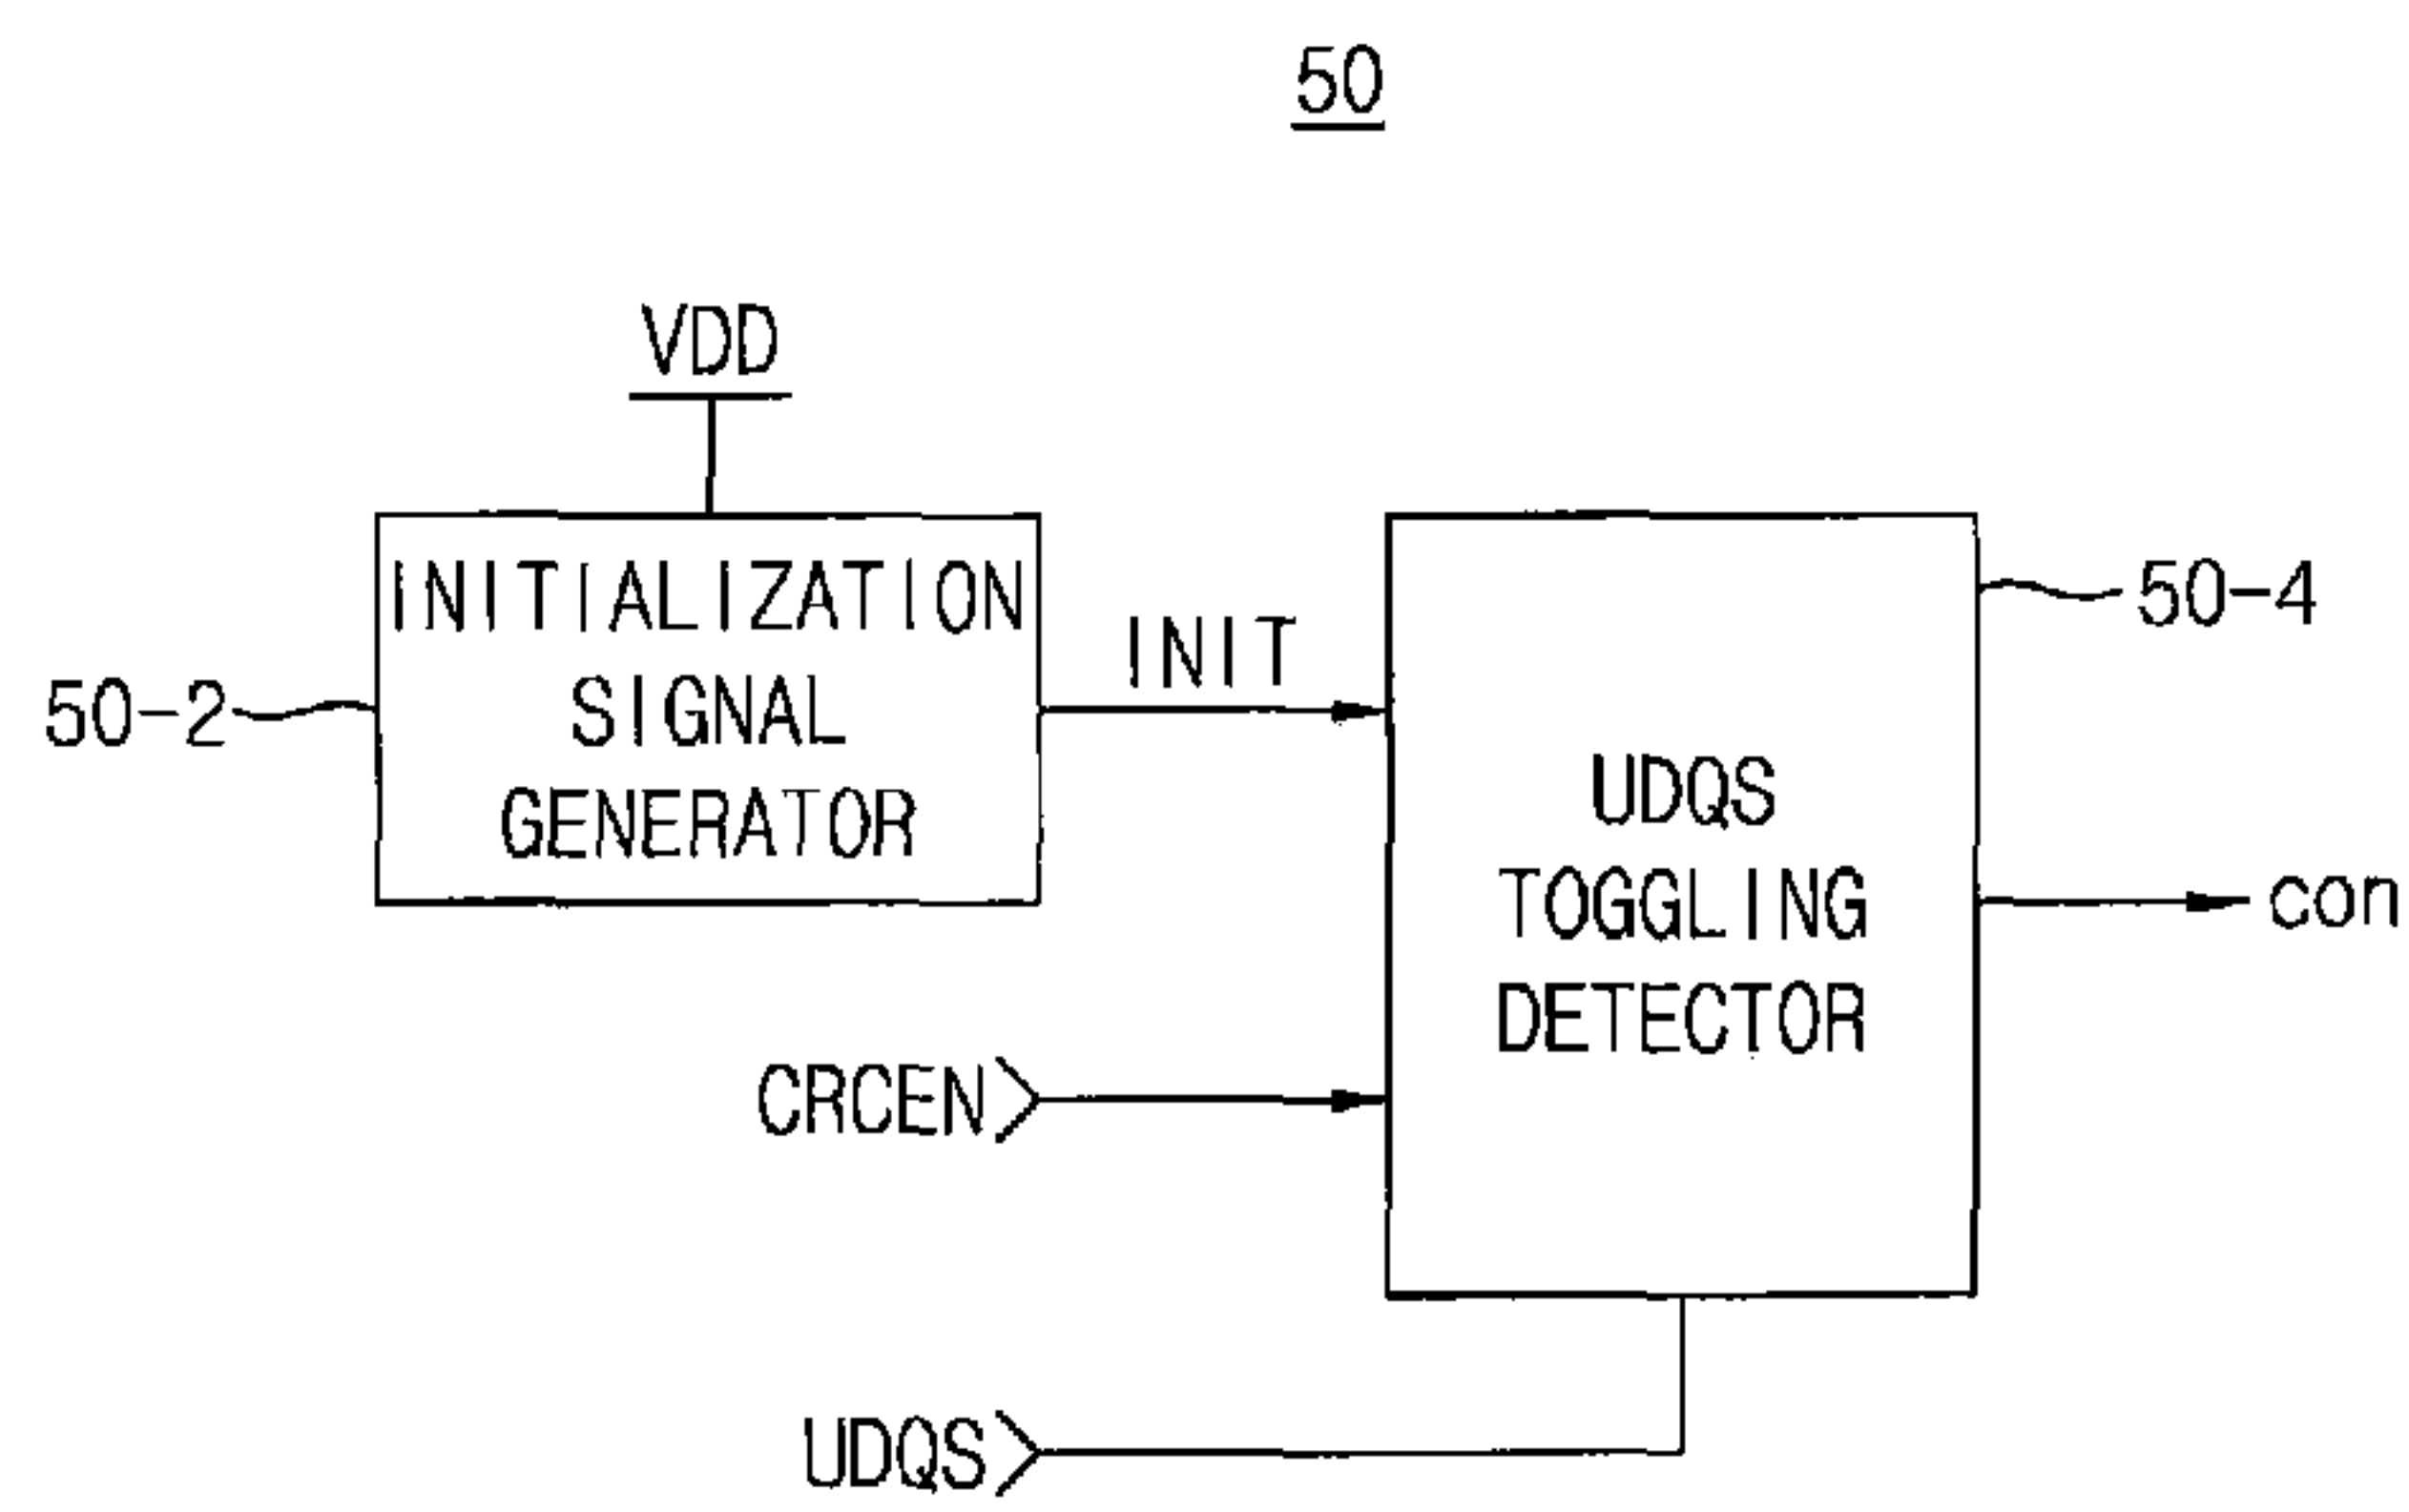 50
VDD
INITIALIZATION
SIGNAL
GENERATOR
50-2
INIT
50-4
UDQS
TOGGLING
DETECTOR
con
CRCEN
UDQS